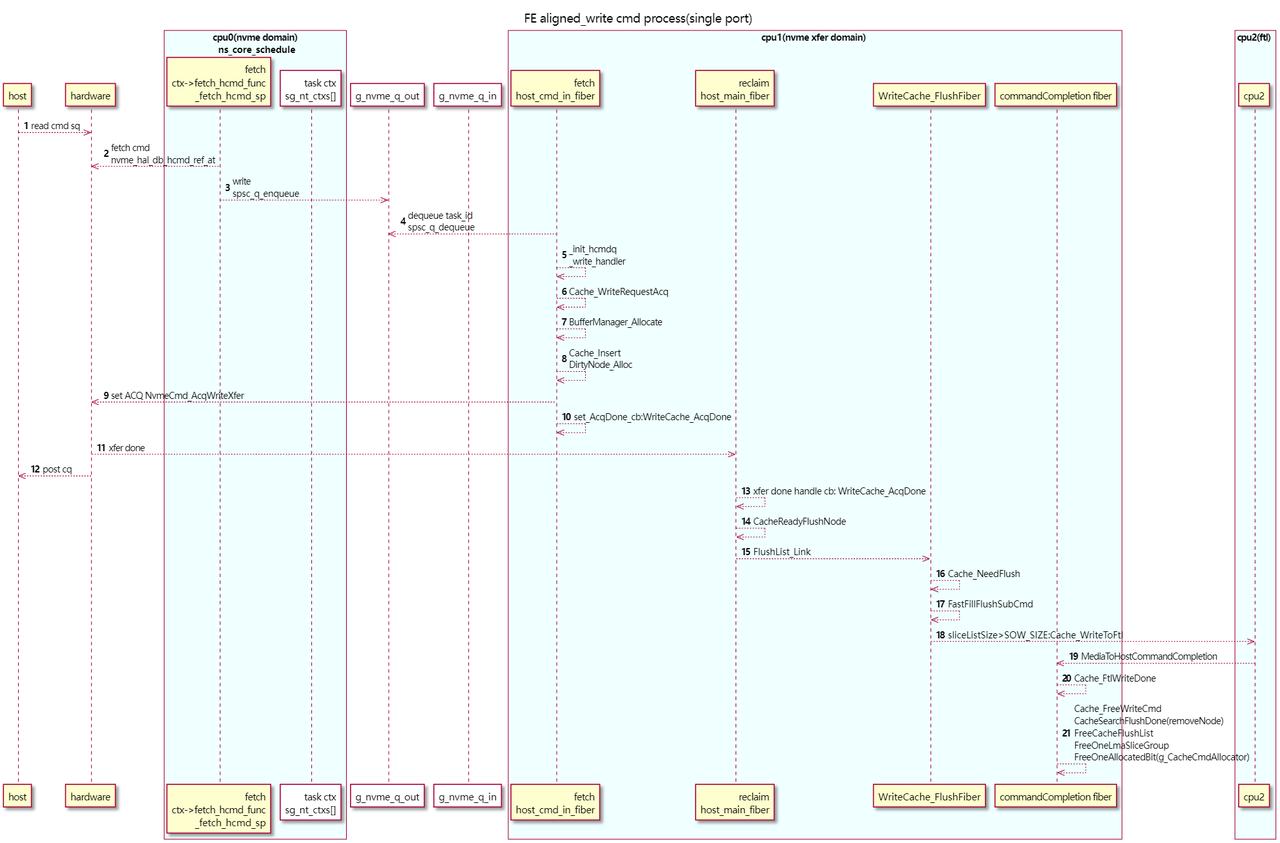 FE aligned_write cmd process(single port)
cpu0(nvme domain)
ns_core_schedule
cpu1(nvme xfer domain)
cpu2(ftl)
host
hardware
fetch
ctx->fetch_hcmd_func
_fetch_hcmd_sp
task ctx
sg_nt_ctxs[]
g_nvme_q_out
g_nvme_q_in
fetch
host_cmd_in_fiber
reclaim
host_main_fiber
WriteCache_FlushFiber
commandCompletion fiber
cpu2
1 read cmd sq
2 fetch cmd
nvme_hal_db_hcmd_ref_at
3 write
spsc_q_enqueue
4 dequeue task_id
spsc_q_dequeue
5 _init_hcmdq
_write_handler
6 Cache_WriteRequestAcq
7 BufferManager_Allocate
8 Cache_Insert
DirtyNode_Alloc
9 set ACQ NvmeCmd_AcqWriteXfer
10 set_AcqDone_cb:WriteCache_AcqDone
11 xfer done
12 post cq
13 xfer done handle cb: WriteCache_AcqDone
14 CacheReadyFlushNode
15 FlushList_Link
16 Cache_NeedFlush
17 FastFillFlushSubCmd
18 sliceListSize>SOW_SIZE:Cache_WriteToFtl
19 MediaToHostCommandCompletion
20 Cache_FtlWriteDone
Cache_FreeWriteCmd
CacheSearchFlushDone(removeNode)
21 FreeCacheFlushList
FreeOneLmaSliceGroup
FreeOneAllocatedBit(g_CacheCmdAllocator)
host
hardware
fetch
ctx->fetch_hcmd_func
_fetch_hcmd_sp
task ctx
sg_nt_ctxs[]
g_nvme_q_out
g_nvme_q_in
fetch
host_cmd_in_fiber
reclaim
host_main_fiber
WriteCache_FlushFiber
commandCompletion fiber
cpu2